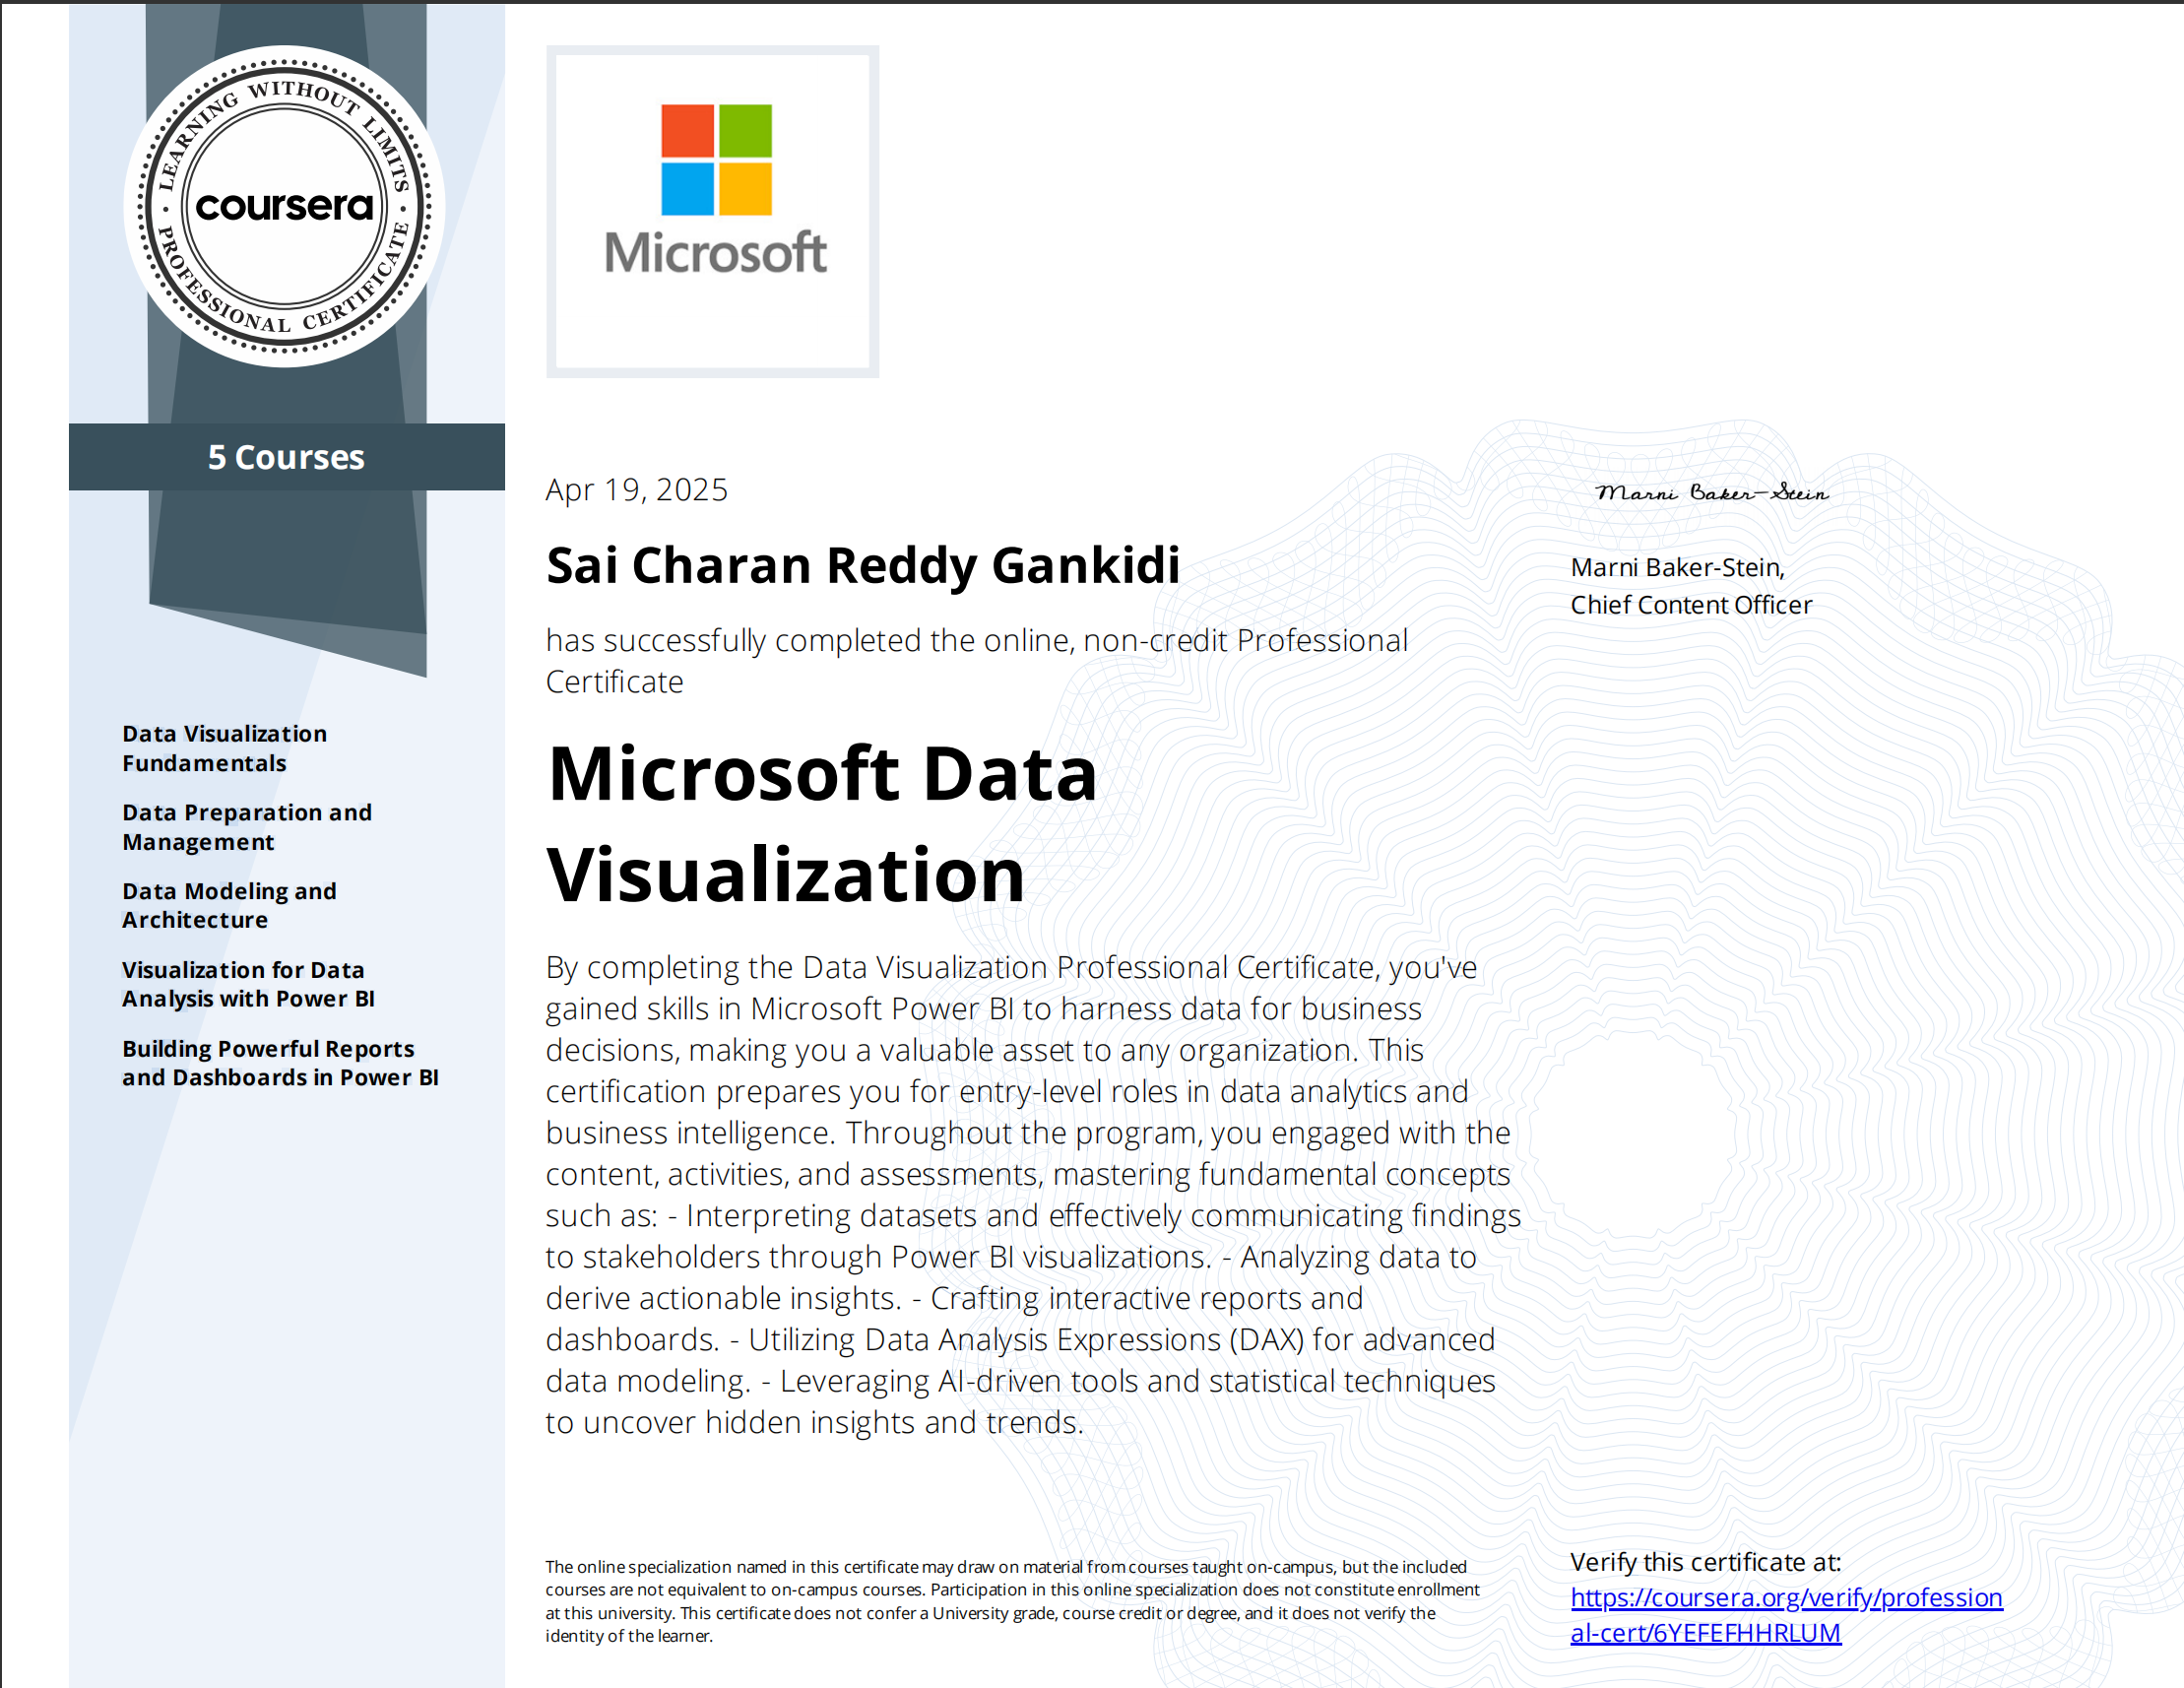 LEARNING WITHOUT LIMITS
coursera
PROFESSIONAL CERTIFICATE
5 Courses
Data Visualization
Fundamentals
Data Preparation and
Management
Data Modeling and
Architecture
Visualization for Data
Analysis with Power BI
Building Powerful Reports
and Dashboards in Power BI
Microsoft
Apr 19, 2025
Sai Charan Reddy Gankidi
has successfully completed the online, non-credit Professional
Certificate
Microsoft Data
Visualization
By completing the Data Visualization Professional Certificate, you've
gained skills in Microsoft Power BI to harness data for business
decisions, making you a valuable asset to any organization. This
certification prepares you for entry-level roles in data analytics and
business intelligence. Throughout the program, you engaged with the
content, activities, and assessments, mastering fundamental concepts
such as: - Interpreting datasets and effectively communicating findings
to stakeholders through Power BI visualizations. - Analyzing data to
derive actionable insights. - Crafting interactive reports and
dashboards. - Utilizing Data Analysis Expressions (DAX) for advanced
data modeling. - Leveraging AI-driven tools and statistical techniques
to uncover hidden insights and trends.
Marni Baker-Stein
Marni Baker-Stein,
Chief Content Officer
The online specialization named in this certificate may draw on material from courses taught on-campus, but the included
courses are not equivalent to on-campus courses. Participation in this online specialization does not constitute enrollment
at this university. This certificate does not confer a University grade, course credit or degree, and it does not verify the
identity of the learner.
Verify this certificate at:
https://coursera.org/verify/profession
al-cert/6YEFEFHHRLUM